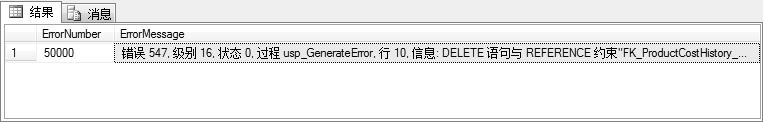 结果 消息
ErrorNumber ErrorMessage
1 50000 错误 547, 级别 16, 状态 0, 过程 usp_GenerateError, 行 10, 信息: DELETE 语句与 REFERENCE 约束"FK_ProductCostHistory_...